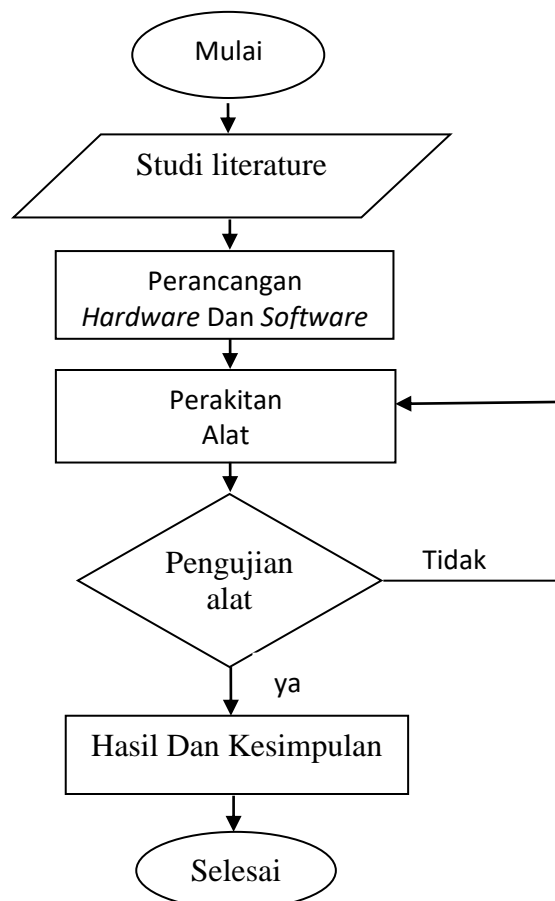 Mulai
Studi literature
Perancangan
Hardware Dan Software
Perakitan
Alat
Pengujian
alat
Tidak
ya
Hasil Dan Kesimpulan
Selesai